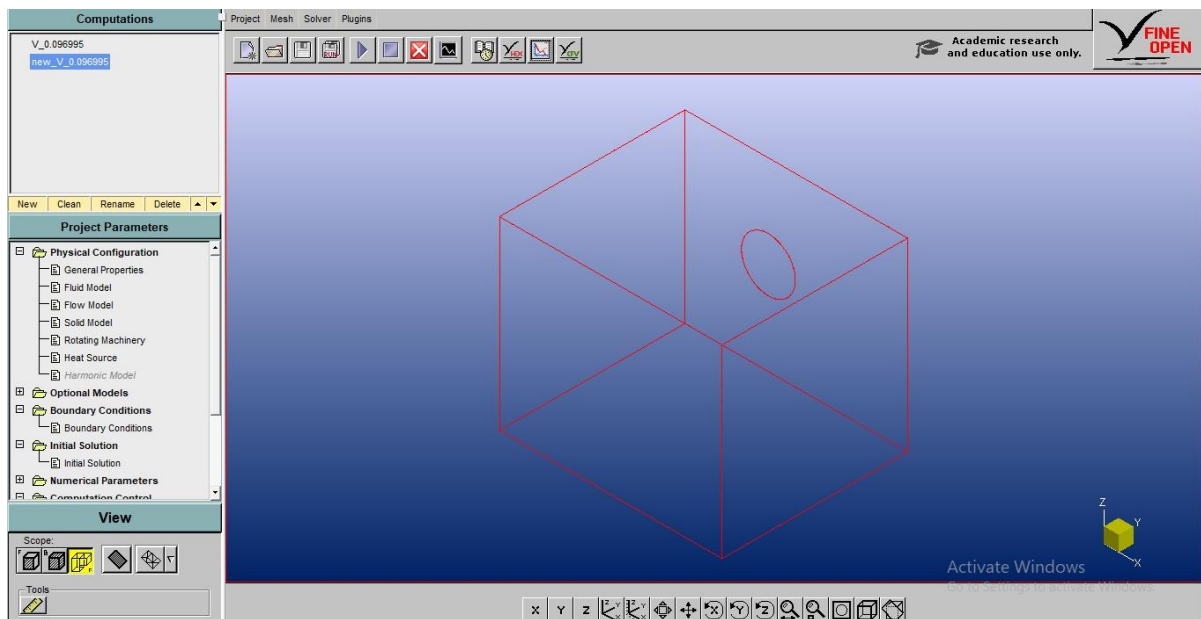 Computations
Project Mesh Solver Plugins
V_0.096995
new_V_0.096995
RUN
HEX
CFV
Academic research
and education use only.
FINE
OPEN
New Clean Rename Delete
Project Parameters
Physical Configuration
General Properties
Fluid Model
Flow Model
Solid Model
Rotating Machinery
Heat Source
Harmonic Model
Optional Models
Boundary Conditions
Boundary Conditions
Initial Solution
Initial Solution
Numerical Parameters
Computation Control
View
Scope:
F B F
Tools
Z
Y
X
Activate Windows
Go to Settings to activate Windows.
X Y Z